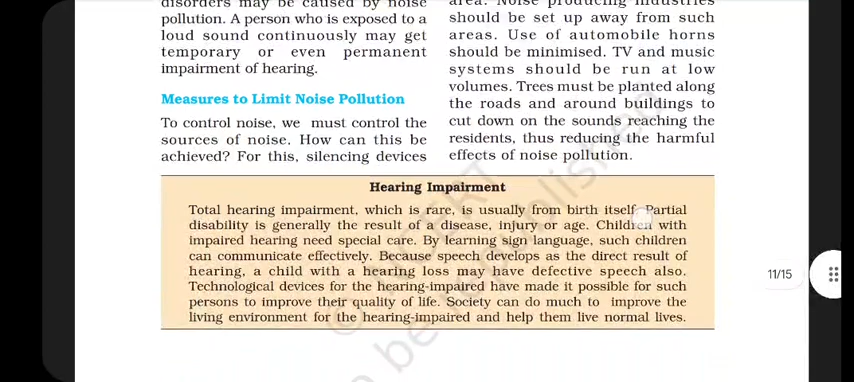 disorders may be caused by noise
pollution. A person who is exposed to a
loud sound continuously may get
temporary or even permanent
impairment of hearing.
Measures to Limit Noise Pollution
To control noise, we must control the
sources of noise. How can this be
achieved? For this, silencing devices
area. Noise producing industries
should be set up away from such
areas. Use of automobile horns
should be minimised. TV and music
systems should be run at low
volumes. Trees must be planted along
the roads and around buildings to
cut down on the sounds reaching the
residents, thus reducing the harmful
effects of noise pollution.
Hearing Impairment
Total hearing impairment, which is rare, is usually from birth itself. Partial
disability is generally the result of a disease, injury or age. Children with
impaired hearing need special care. By learning sign language, such children
can communicate effectively. Because speech develops as the direct result of
hearing, a child with a hearing loss may have defective speech also.
Technological devices for the hearing-impaired have made it possible for such
persons to improve their quality of life. Society can do much to improve the
living environment for the hearing-impaired and help them live normal lives.
11/15
© NCERT
be republished